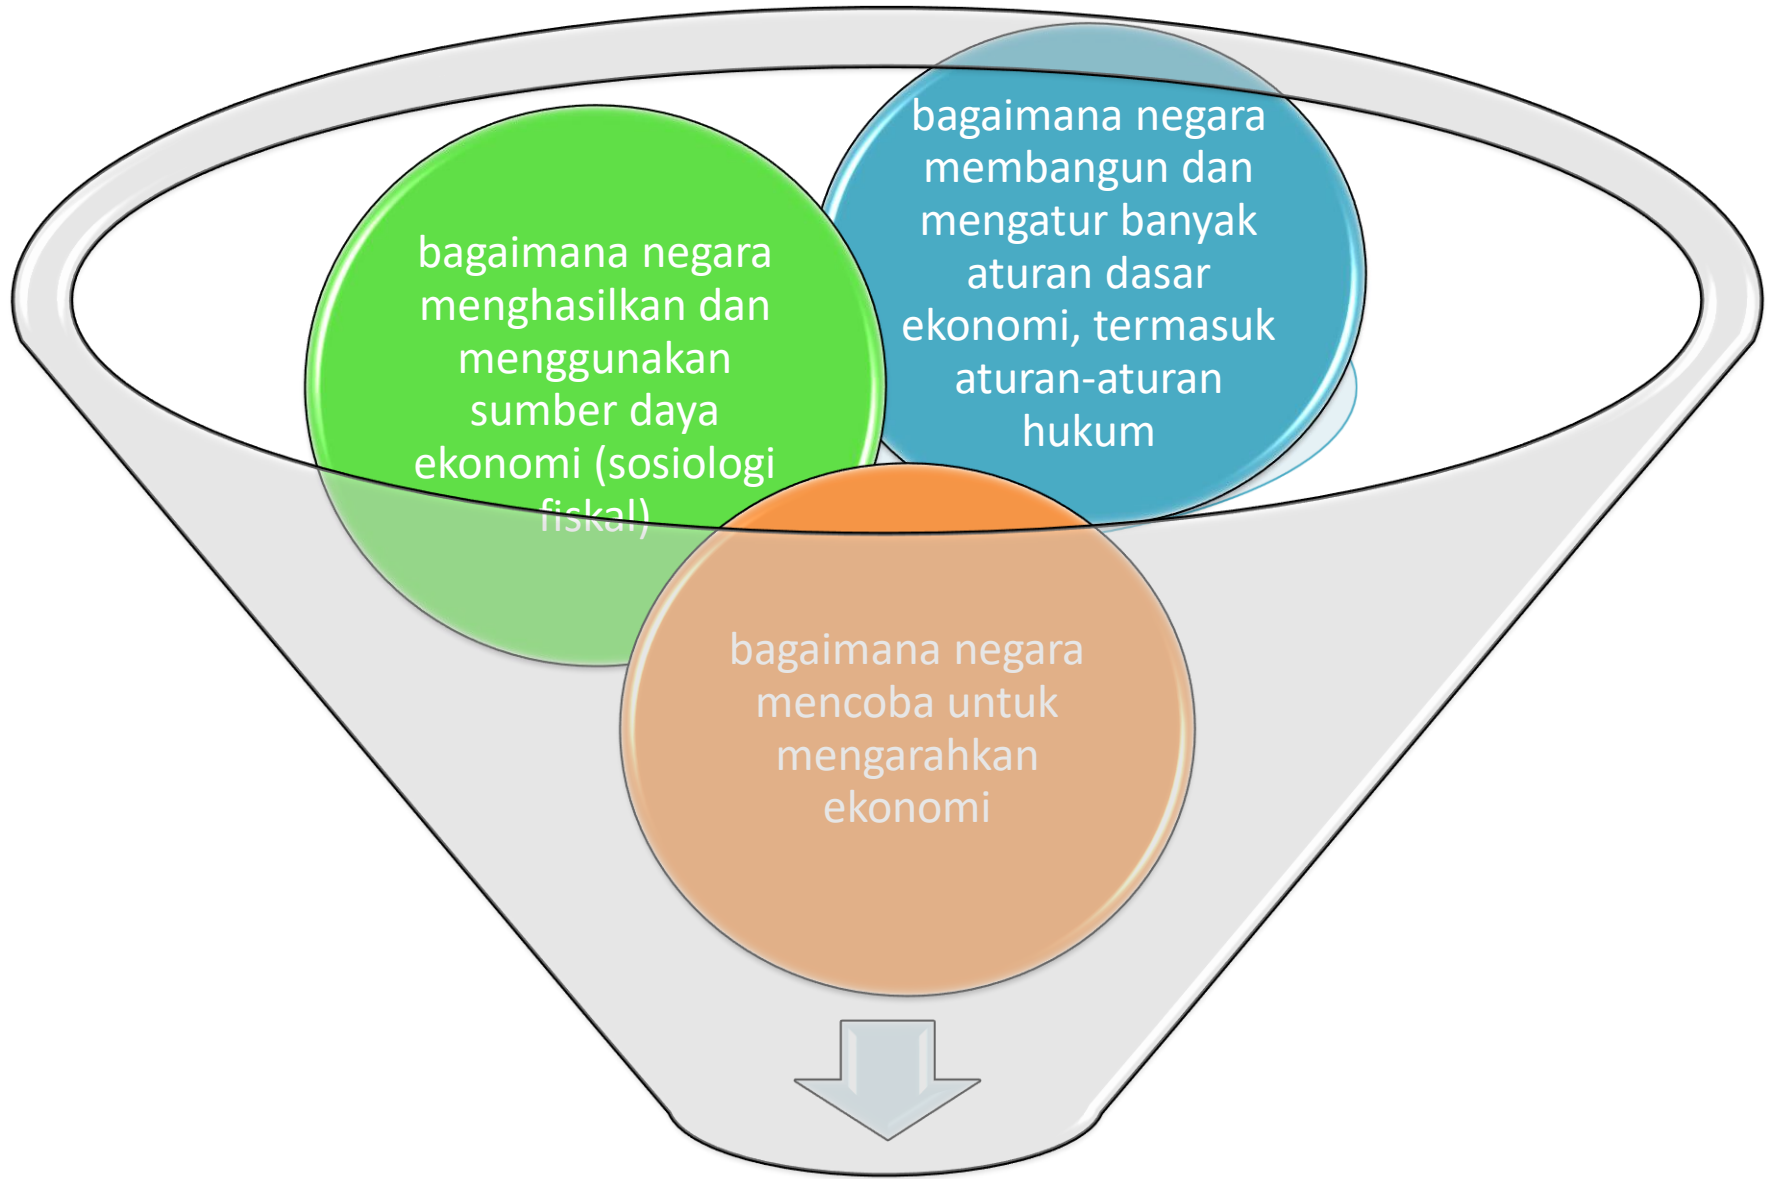 bagaimana negara
membangun dan
mengatur banyak
aturan dasar
ekonomi, termasuk
aturan-aturan
hukum
bagaimana negara
menghasilkan dan
menggunakan
sumber daya
ekonomi (sosiologi
fiskal)
bagaimana negara
mencoba untuk
mengarahkan
ekonomi